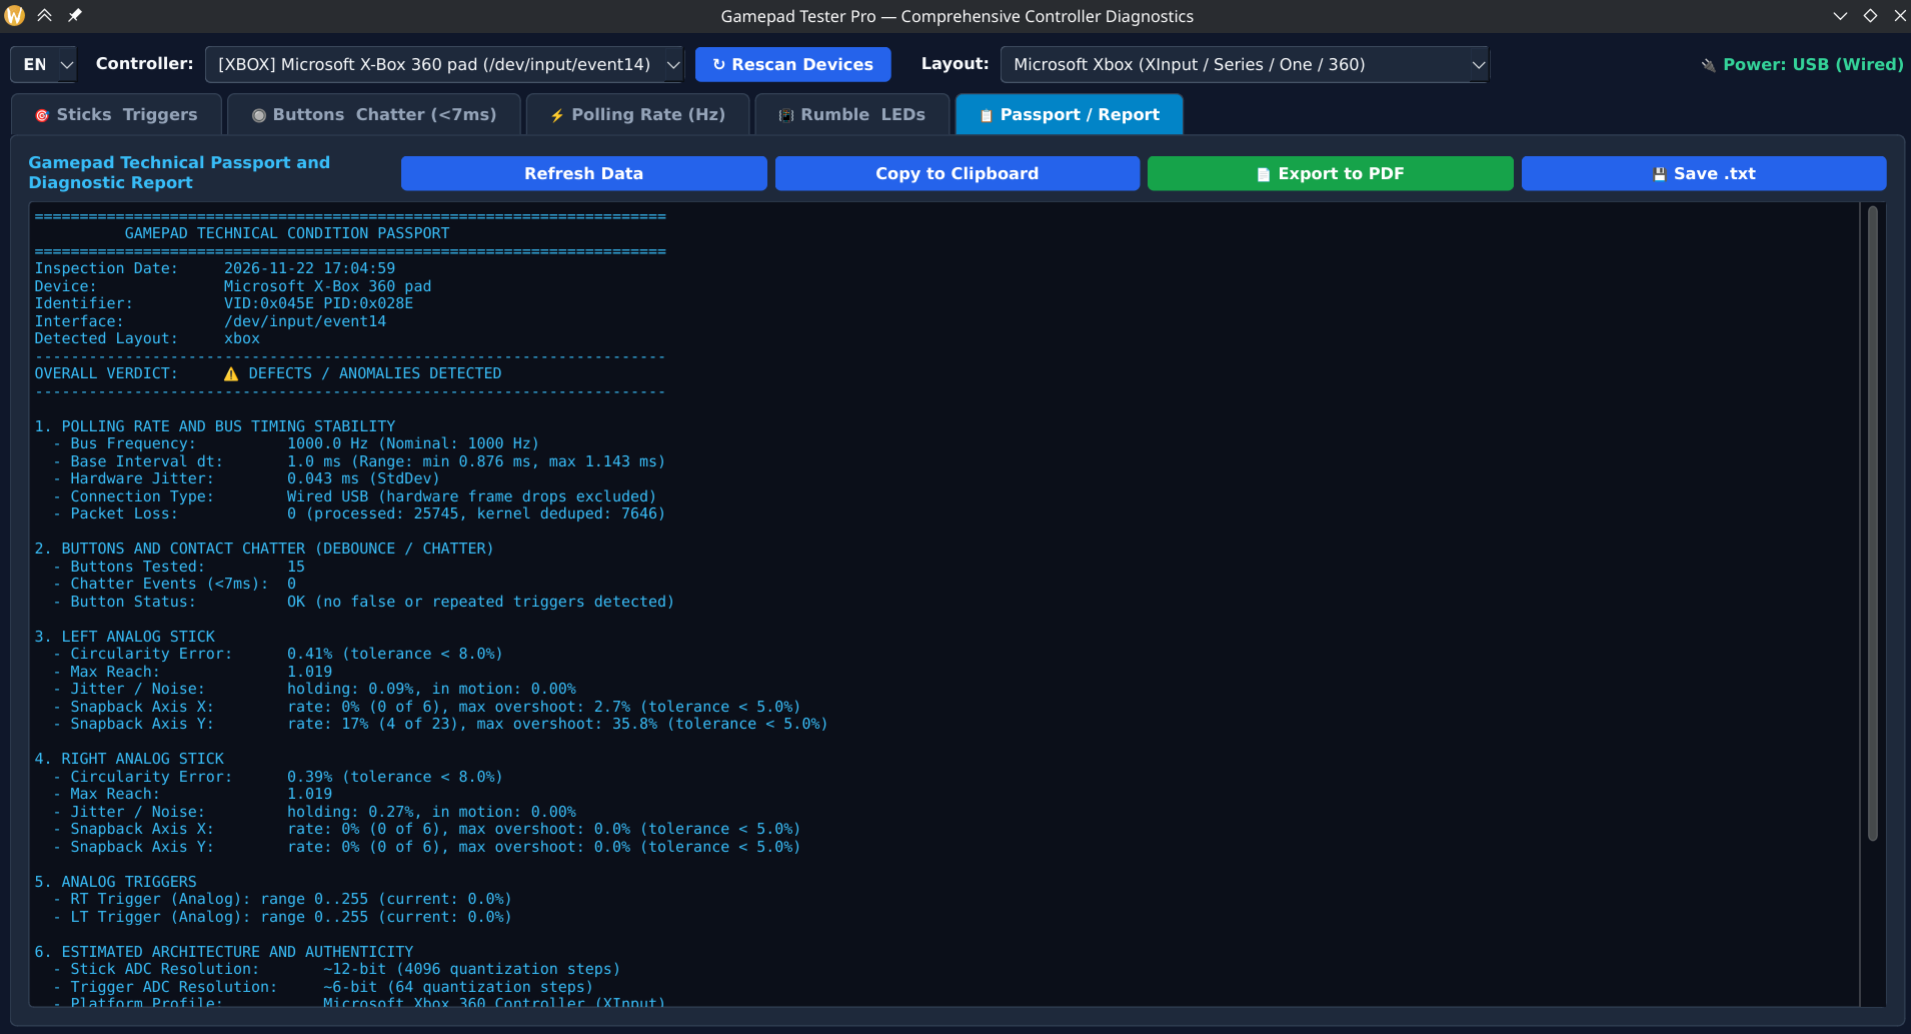 Gamepad Tester Pro — Comprehensive Controller Diagnostics
EN Controller: [XBOX] Microsoft X-Box 360 pad (/dev/input/event14) ↻ Rescan Devices Layout: Microsoft Xbox (XInput / Series / One / 360) Power: USB (Wired)
Sticks Triggers Buttons Chatter (<7ms) Polling Rate (Hz) Rumble LEDs Passport / Report
Gamepad Technical Passport and
Diagnostic Report
Refresh Data Copy to Clipboard Export to PDF Save .txt
======================================================================
GAMEPAD TECHNICAL CONDITION PASSPORT
======================================================================
Inspection Date: 2026-11-22 17:04:59
Device: Microsoft X-Box 360 pad
Identifier: VID:0x045E PID:0x028E
Interface: /dev/input/event14
Detected Layout: xbox
----------------------------------------------------------------------
OVERALL VERDICT: ⚠️ DEFECTS / ANOMALIES DETECTED
----------------------------------------------------------------------
1. POLLING RATE AND BUS TIMING STABILITY
- Bus Frequency: 1000.0 Hz (Nominal: 1000 Hz)
- Base Interval dt: 1.0 ms (Range: min 0.876 ms, max 1.143 ms)
- Hardware Jitter: 0.043 ms (StdDev)
- Connection Type: Wired USB (hardware frame drops excluded)
- Packet Loss: 0 (processed: 25745, kernel deduped: 7646)
2. BUTTONS AND CONTACT CHATTER (DEBOUNCE / CHATTER)
- Buttons Tested: 15
- Chatter Events (<7ms): 0
- Button Status: OK (no false or repeated triggers detected)
3. LEFT ANALOG STICK
- Circularity Error: 0.41% (tolerance < 8.0%)
- Max Reach: 1.019
- Jitter / Noise: holding: 0.09%, in motion: 0.00%
- Snapback Axis X: rate: 0% (0 of 6), max overshoot: 2.7% (tolerance < 5.0%)
- Snapback Axis Y: rate: 17% (4 of 23), max overshoot: 35.8% (tolerance < 5.0%)
4. RIGHT ANALOG STICK
- Circularity Error: 0.39% (tolerance < 8.0%)
- Max Reach: 1.019
- Jitter / Noise: holding: 0.27%, in motion: 0.00%
- Snapback Axis X: rate: 0% (0 of 6), max overshoot: 0.0% (tolerance < 5.0%)
- Snapback Axis Y: rate: 0% (0 of 6), max overshoot: 0.0% (tolerance < 5.0%)
5. ANALOG TRIGGERS
- RT Trigger (Analog): range 0..255 (current: 0.0%)
- LT Trigger (Analog): range 0..255 (current: 0.0%)
6. ESTIMATED ARCHITECTURE AND AUTHENTICITY
- Stick ADC Resolution: ~12-bit (4096 quantization steps)
- Trigger ADC Resolution: ~6-bit (64 quantization steps)
- Platform Profile: Microsoft Xbox 360 Controller (XInput)